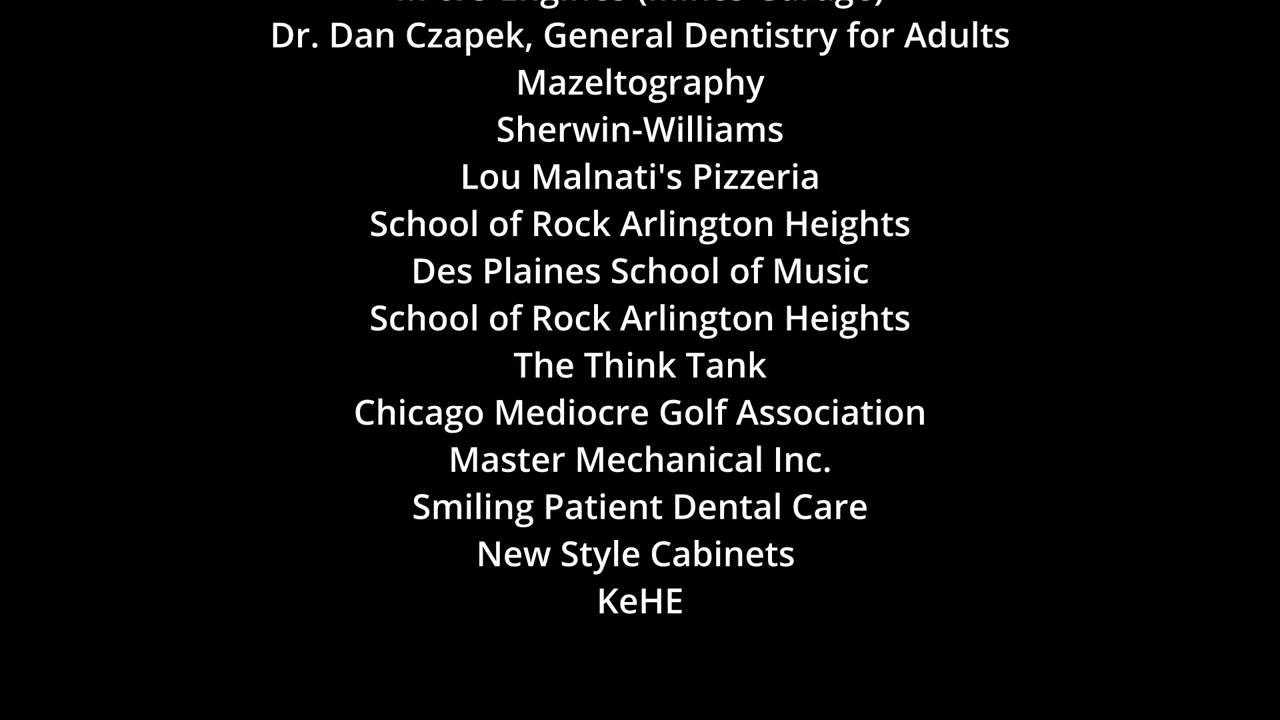 Dr. Dan Czapek, General Dentistry for Adults
Mazeltography
Sherwin-Williams
Lou Malnati's Pizzeria
School of Rock Arlington Heights
Des Plaines School of Music
School of Rock Arlington Heights
The Think Tank
Chicago Mediocre Golf Association
Master Mechanical Inc.
Smiling Patient Dental Care
New Style Cabinets
KeHE